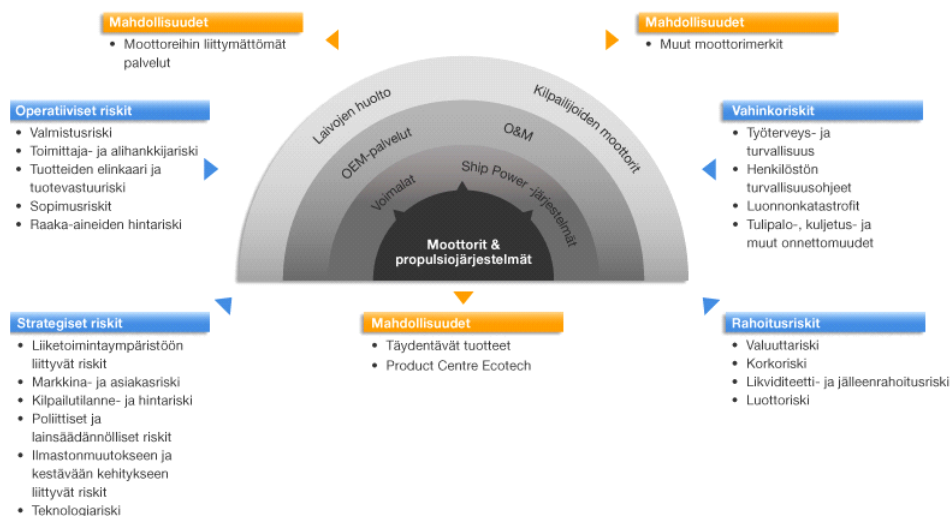 Mahdollisuudet
• Moottoreihin liittymättömät
palvelut
Mahdollisuudet
• Muut moottorimerkit
Operatiiviset riskit
• Valmistusriski
• Toimittaja- ja alihankkijariski
• Tuotteiden elinkaari ja
tuotevastuuriski
• Sopimusriskit
• Raaka-aineiden hintariski
Laivojen huolto
Kilpailijoiden moottorit
OEM-palvelut
O&M
Voimalat
Ship Power -järjestelmät
Moottorit &
propulsiojärjestelmät
Vahinkoriskit
• Työterveys- ja
turvallisuus
• Henkilöstön
turvallisuusohjeet
• Luonnonkatastrofit
• Tulipalo-, kuljetus- ja
muut onnettomuudet
Strategiset riskit
• Liiketoimintaympäristöön
liittyvät riskit
• Markkina- ja asiakasriski
• Kilpailutilanne- ja hintariski
• Poliittiset ja
lainsäädännölliset riskit
• Ilmastonmuutokseen ja
kestävään kehitykseen
liittyvät riskit
• Teknologiariski
Mahdollisuudet
• Täydentävät tuotteet
• Product Centre Ecotech
Rahoitusriskit
• Valuuttariski
• Korkoriski
• Likviditeetti- ja jälleenrahoitusriski
• Luottoriski